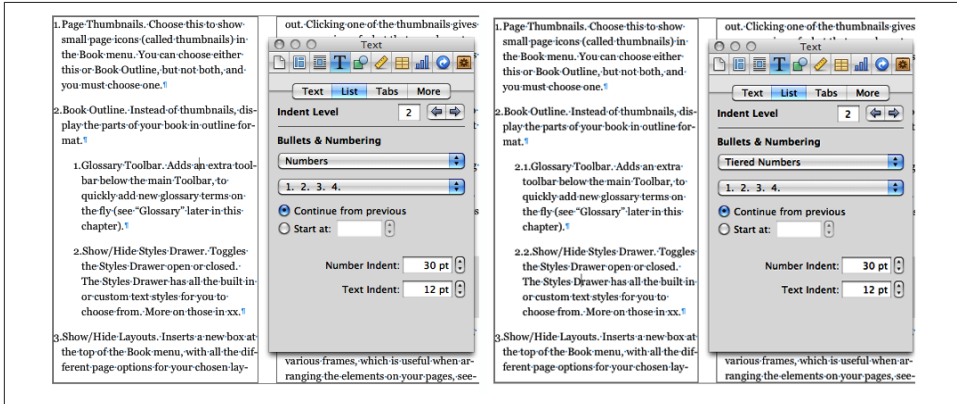 1. Page Thumbnails. Choose this to show
small page icons (called thumbnails) in
the Book menu. You can choose either
this or Book Outline, but not both, and
you must choose one.
2. Book Outline. Instead of thumbnails, dis-
play the parts of your book in outline for-
mat.
1. Glossary Toolbar. Adds an extra tool-
bar below the main Toolbar, to
quickly add new glossary terms on
the fly (see “Glossary” later in this
chapter).
2. Show/Hide Styles Drawer. Toggles
the Styles Drawer open or closed.
The Styles Drawer has all the built in
or custom text styles for you to
choose from. More on those in xx.
3. Show/Hide Layouts. Inserts a new box at
the top of the Book menu, with all the dif-
ferent page options for your chosen lay-
out. Clicking one of the thumbnails gives
Text
Text List Tabs More
Indent Level 2
Bullets & Numbering
Numbers
1. 2. 3. 4.
Continue from previous
Start at:
Number Indent: 30 pt
Text Indent: 12 pt
various frames, which is useful when ar-
ranging the elements on your pages, see-
1. Page Thumbnails. Choose this to show
small page icons (called thumbnails) in
the Book menu. You can choose either
this or Book Outline, but not both, and
you must choose one.
2. Book Outline. Instead of thumbnails, dis-
play the parts of your book in outline for-
mat.
2.1. Glossary Toolbar. Adds an extra
toolbar below the main Toolbar, to
quickly add new glossary terms on
the fly (see “Glossary” later in this
chapter).
2.2. Show/Hide Styles Drawer. Toggles
the Styles Drawer open or closed.
The Styles Drawer has all the built in
or custom text styles for you to
choose from. More on those in xx.
3. Show/Hide Layouts. Inserts a new box at
the top of the Book menu, with all the dif-
ferent page options for your chosen lay-
out. Clicking one of the thumbnails gives
Text
Text List Tabs More
Indent Level 2
Bullets & Numbering
Tiered Numbers
1. 2. 3. 4.
Continue from previous
Start at:
Number Indent: 30 pt
Text Indent: 12 pt
various frames, which is useful when ar-
ranging the elements on your pages, see-